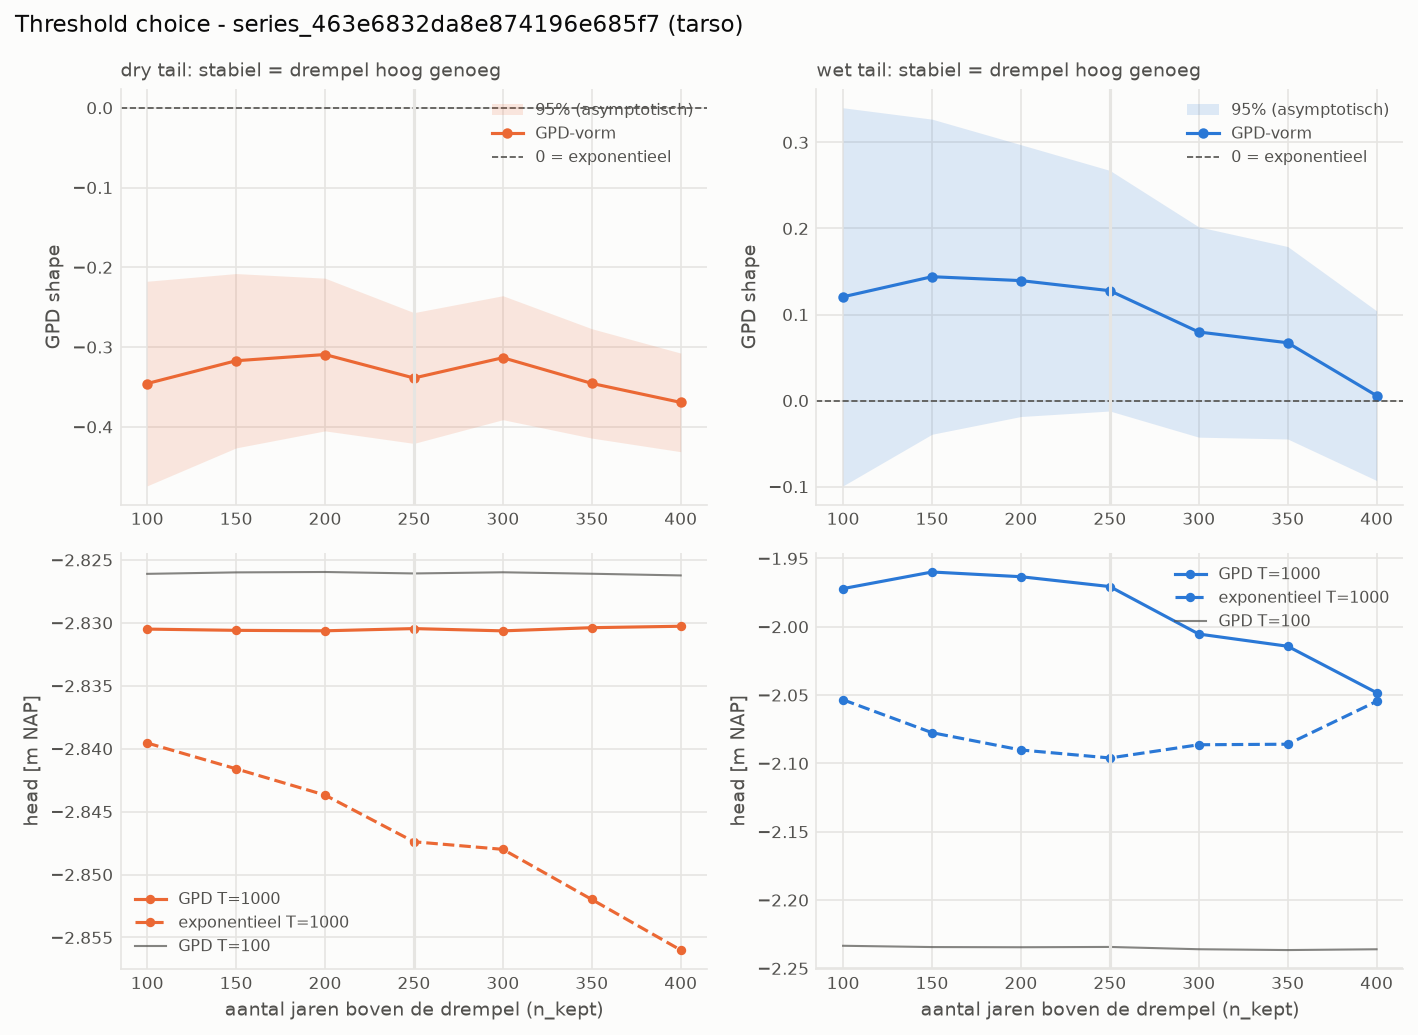 Threshold choice - series_463e6832da8e874196e685f7 (tarso)
dry tail: stabiel = drempel hoog genoeg
GPD shape
0.0
−0.1
−0.2
−0.3
−0.4
95% (asymptotisch)
GPD-vorm
0 = exponentieel
100 150 200 250 300 350 400
wet tail: stabiel = drempel hoog genoeg
GPD shape
0.3
0.2
0.1
0.0
−0.1
95% (asymptotisch)
GPD-vorm
0 = exponentieel
100 150 200 250 300 350 400
head [m NAP]
−2.825
−2.830
−2.835
−2.840
−2.845
−2.850
−2.855
GPD T=1000
exponentieel T=1000
GPD T=100
100 150 200 250 300 350 400
aantal jaren boven de drempel (n_kept)
head [m NAP]
−1.95
−2.00
−2.05
−2.10
−2.15
−2.20
−2.25
GPD T=1000
exponentieel T=1000
GPD T=100
100 150 200 250 300 350 400
aantal jaren boven de drempel (n_kept)